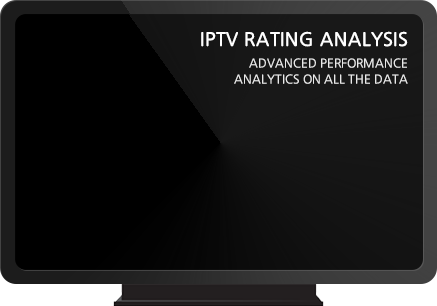 IPTV RATING ANALYSIS
ADVANCED PERFORMANCE
ANALYTICS ON ALL THE DATA